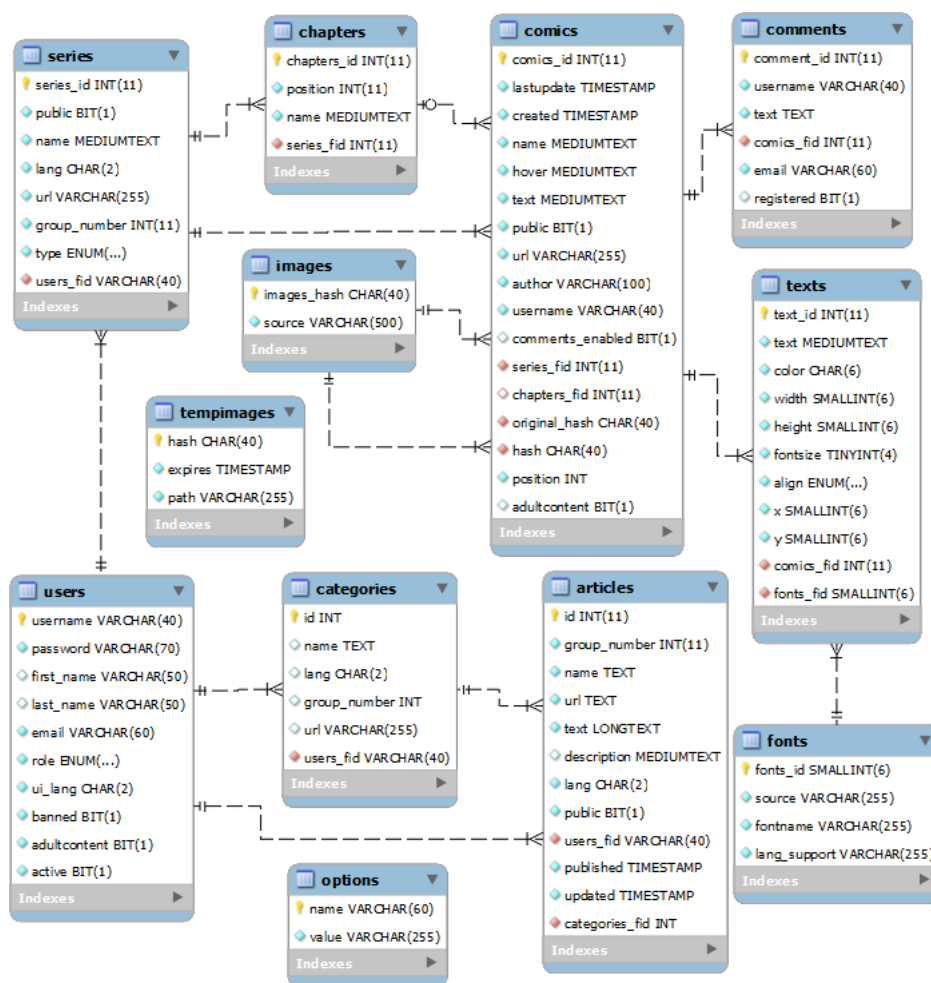 series
series_id INT(11)
public BIT(1)
name MEDIUMTEXT
lang CHAR(2)
url VARCHAR(255)
group_number INT(11)
type ENUM(...)
users_fid VARCHAR(40)
Indexes
chapters
chapters_id INT(11)
position INT(11)
name MEDIUMTEXT
series_fid INT(11)
Indexes
comics
comics_id INT(11)
lastupdate TIMESTAMP
created TIMESTAMP
name MEDIUMTEXT
hover MEDIUMTEXT
text MEDIUMTEXT
public BIT(1)
url VARCHAR(255)
author VARCHAR(100)
username VARCHAR(40)
comments_enabled BIT(1)
series_fid INT(11)
chapters_fid INT(11)
original_hash CHAR(40)
hash CHAR(40)
position INT
adultcontent BIT(1)
Indexes
comments
comment_id INT(11)
username VARCHAR(40)
text TEXT
comics_fid INT(11)
email VARCHAR(60)
registered BIT(1)
Indexes
images
images_hash CHAR(40)
source VARCHAR(500)
Indexes
tempimages
hash CHAR(40)
expires TIMESTAMP
path VARCHAR(255)
Indexes
texts
text_id INT(11)
text MEDIUMTEXT
color CHAR(6)
width SMALLINT(6)
height SMALLINT(6)
fontsize TINYINT(4)
align ENUM(...)
x SMALLINT(6)
y SMALLINT(6)
comics_fid INT(11)
fonts_fid SMALLINT(6)
Indexes
users
username VARCHAR(40)
password VARCHAR(70)
first_name VARCHAR(50)
last_name VARCHAR(50)
email VARCHAR(60)
role ENUM(...)
ui_lang CHAR(2)
banned BIT(1)
adultcontent BIT(1)
active BIT(1)
Indexes
categories
id INT
name TEXT
lang CHAR(2)
group_number INT
url VARCHAR(255)
users_fid VARCHAR(40)
Indexes
articles
id INT(11)
group_number INT(11)
name TEXT
url TEXT
text LONGTEXT
description MEDIUMTEXT
lang CHAR(2)
public BIT(1)
users_fid VARCHAR(40)
published TIMESTAMP
updated TIMESTAMP
categories_fid INT
Indexes
fonts
fonts_id SMALLINT(6)
source VARCHAR(255)
fontname VARCHAR(255)
lang_support VARCHAR(255)
Indexes
options
name VARCHAR(60)
value VARCHAR(255)
Indexes